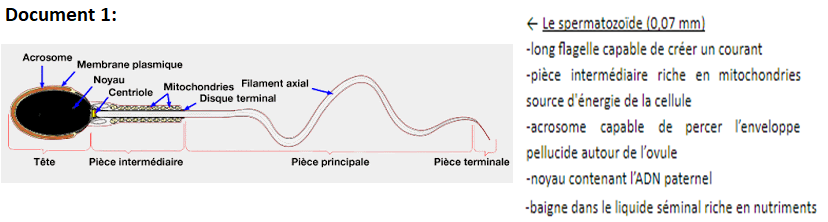 Document 1:
Acrosome
Membrane plasmique
Noyau
Centriole
Mitochondries
Disque terminal
Filament axial
Tête
Pièce intermédiaire
Pièce principale
Pièce terminale
← Le spermatozoïde (0,07 mm)
-long flagelle capable de créer un courant
-pièce intermédiaire riche en mitochondries
source d'énergie de la cellule
-acrosome capable de percer l'enveloppe
pellucide autour de l'ovule
-noyau contenant l'ADN paternel
-baigne dans le liquide séminal riche en nutriments